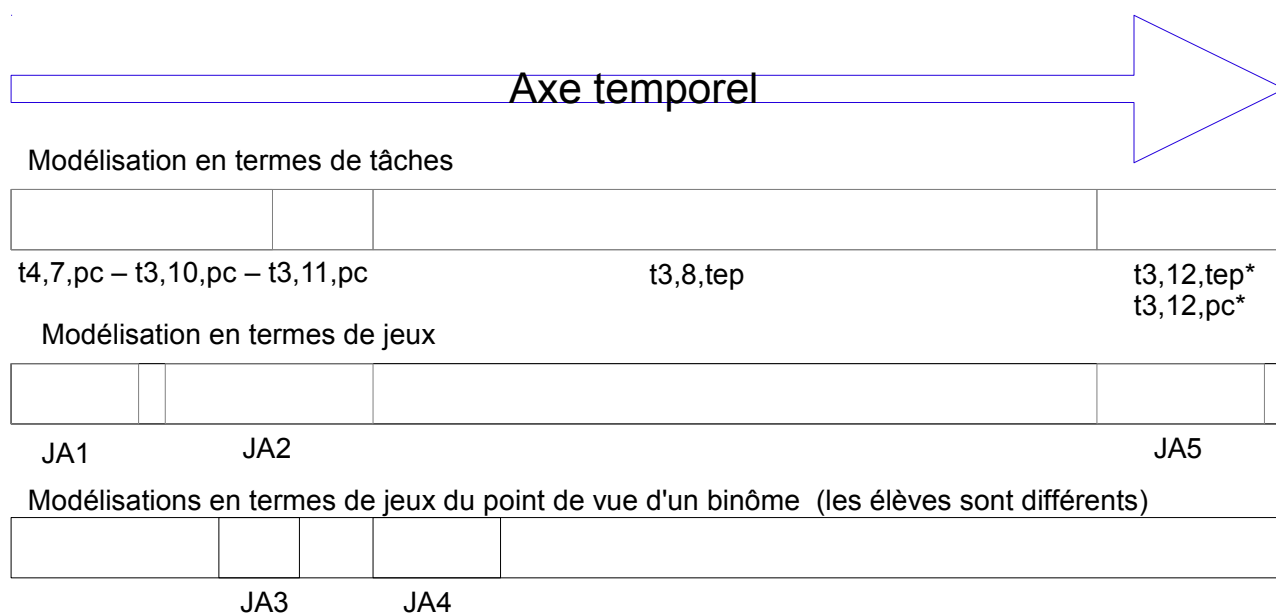 Axe temporel
Modélisation en termes de tâches
t4,7,pc – t3,10,pc – t3,11,pc
t3,8,tep
t3,12,tep*
t3,12,pc*
Modélisation en termes de jeux
JA1
JA2
JA5
Modélisations en termes de jeux du point de vue d'un binôme (les élèves sont différents)
JA3
JA4